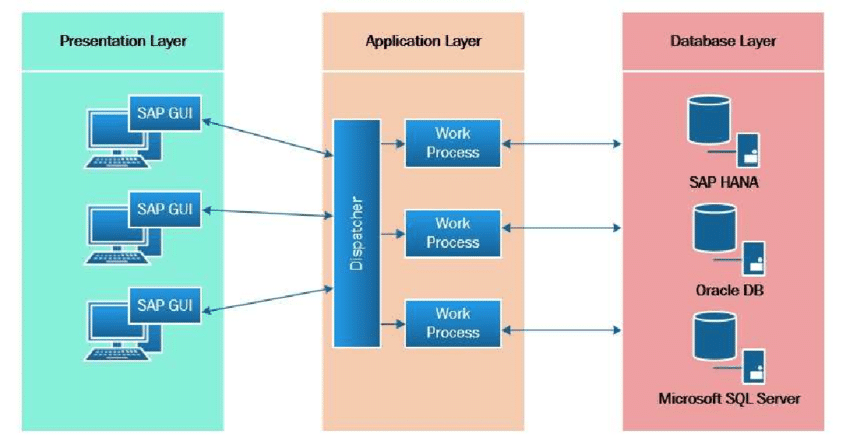 Presentation Layer
Application Layer
Database Layer
SAP GUI
SAP GUI
SAP GUI
Dispatcher
Work
Process
Work
Process
Work
Process
SAP HANA
Oracle DB
Microsoft SQL Server